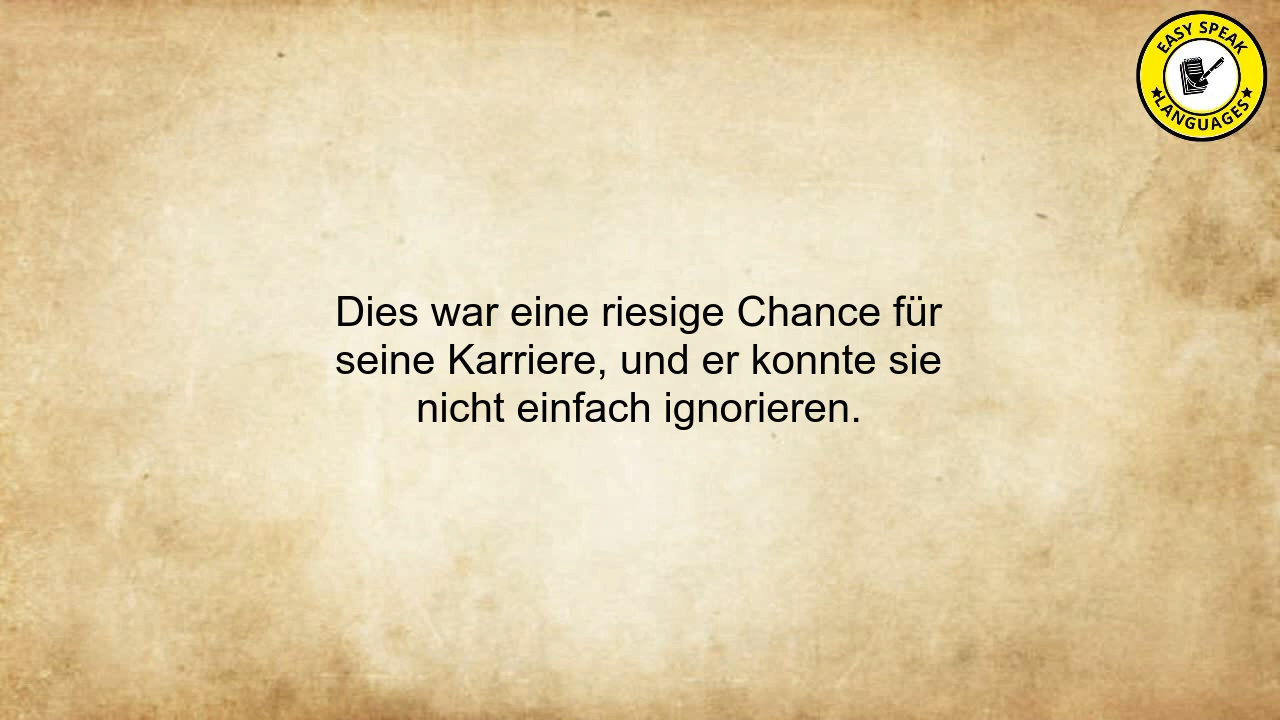 EASY SPEAK
LANGUAGES
Dies war eine riesige Chance für
seine Karriere, und er konnte sie
nicht einfach ignorieren.